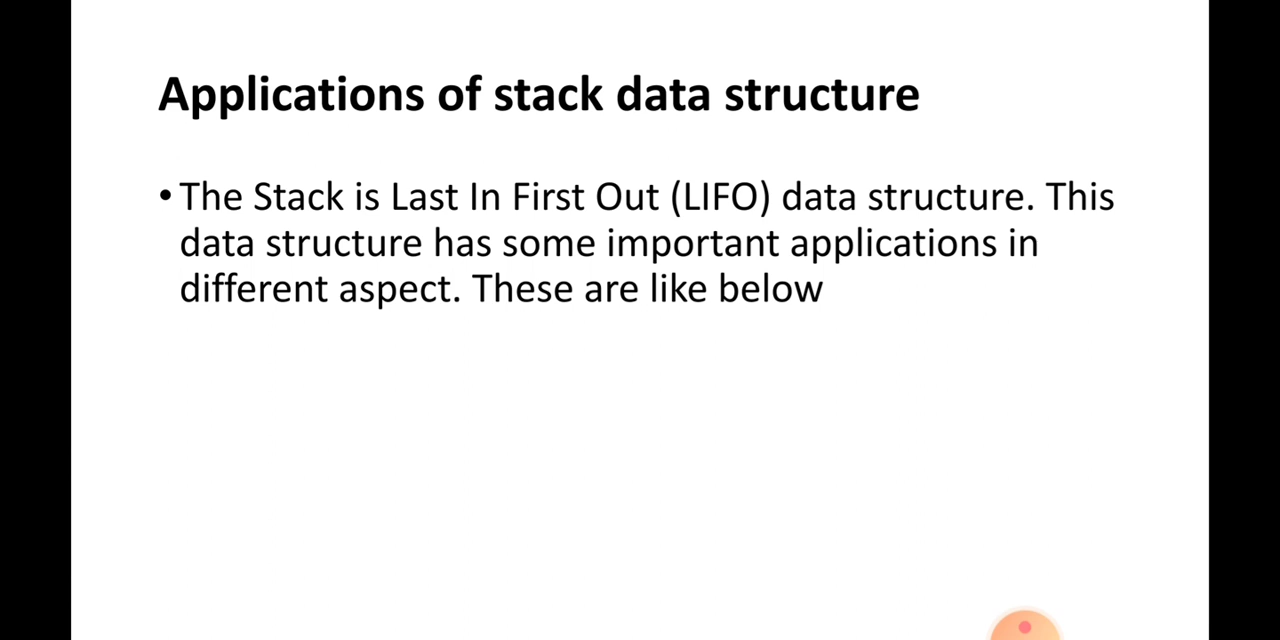 Applications of stack data structure
• The Stack is Last In First Out (LIFO) data structure. This
data structure has some important applications in
different aspect. These are like below